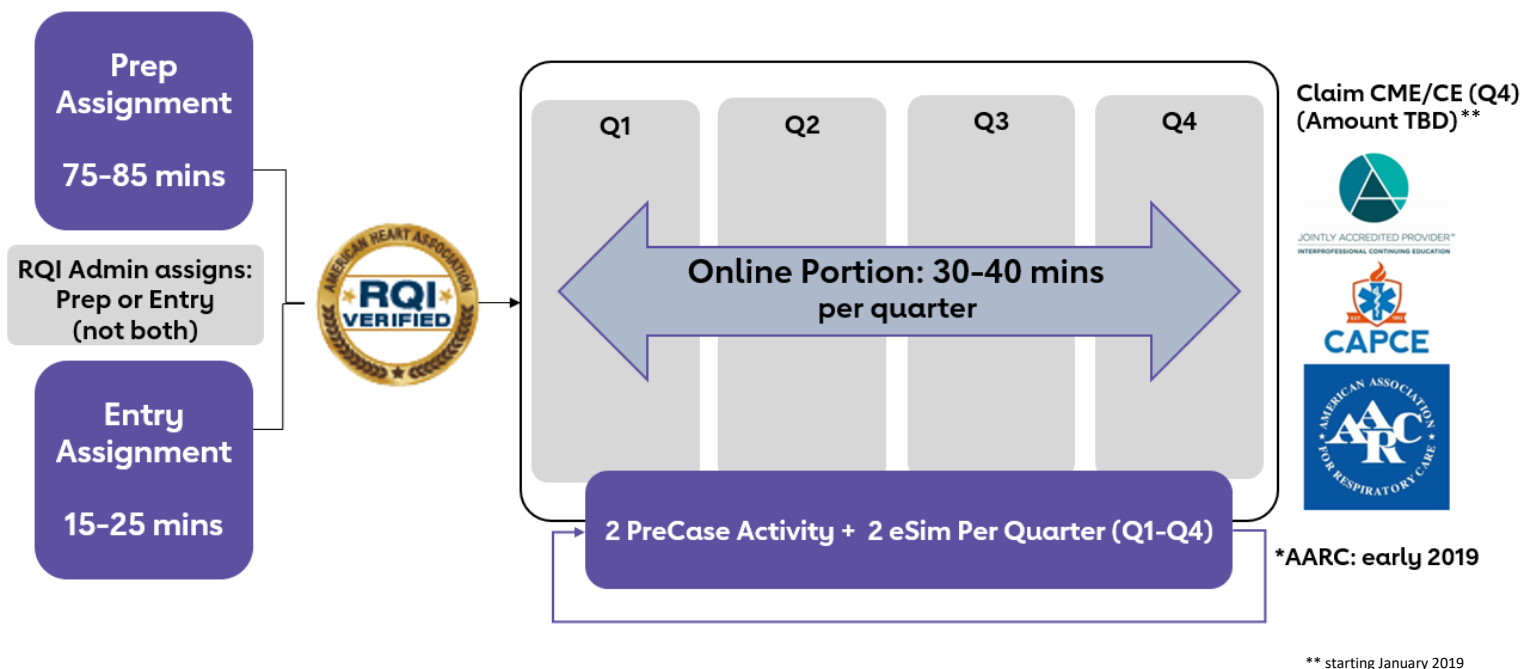 Prep
Assignment
75-85 mins
RQI Admin assigns:
Prep or Entry
(not both)
Entry
Assignment
15-25 mins
AMERICAN HEART ASSOCIATION
RQI
VERIFIED
Q1
Q2
Q3
Q4
Online Portion: 30-40 mins
per quarter
2 PreCase Activity + 2 eSim Per Quarter (Q1-Q4)
Claim CME/CE (Q4)
(Amount TBD)**
JOINTLY ACCREDITED PROVIDER™
INTERPROFESSIONAL CONTINUING EDUCATION
CAPCE
AMERICAN ASSOCIATION
AARC
FOR RESPIRATORY CARE
*AARC: early 2019
** starting January 2019